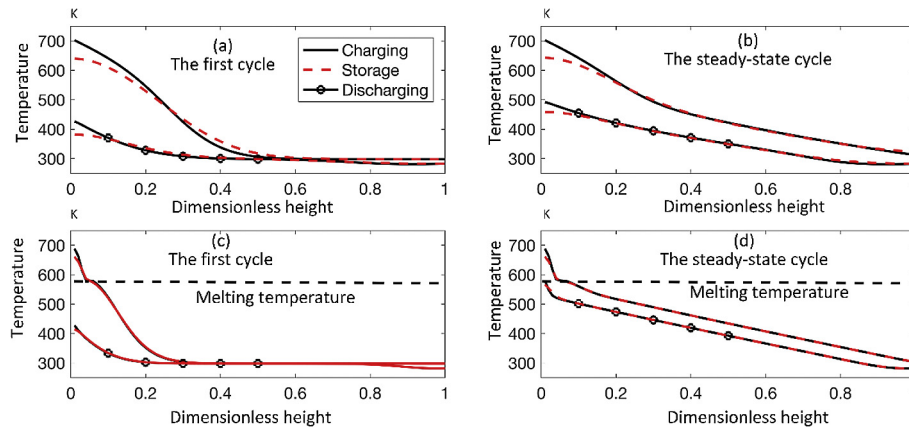 K
700
600
500
400
300
Temperature
(a)
The first cycle
Charging
Storage
Discharging
0 0.2 0.4 0.6 0.8 1
Dimensionless height
K
700
600
500
400
300
Temperature
(b)
The steady-state cycle
0 0.2 0.4 0.6 0.8
Dimensionless height
K
700
600
500
400
300
Temperature
(c)
The first cycle
Melting temperature
0 0.2 0.4 0.6 0.8 1
Dimensionless height
K
700
600
500
400
300
Temperature
(d)
The steady-state cycle
Melting temperature
0 0.2 0.4 0.6 0.8
Dimensionless height